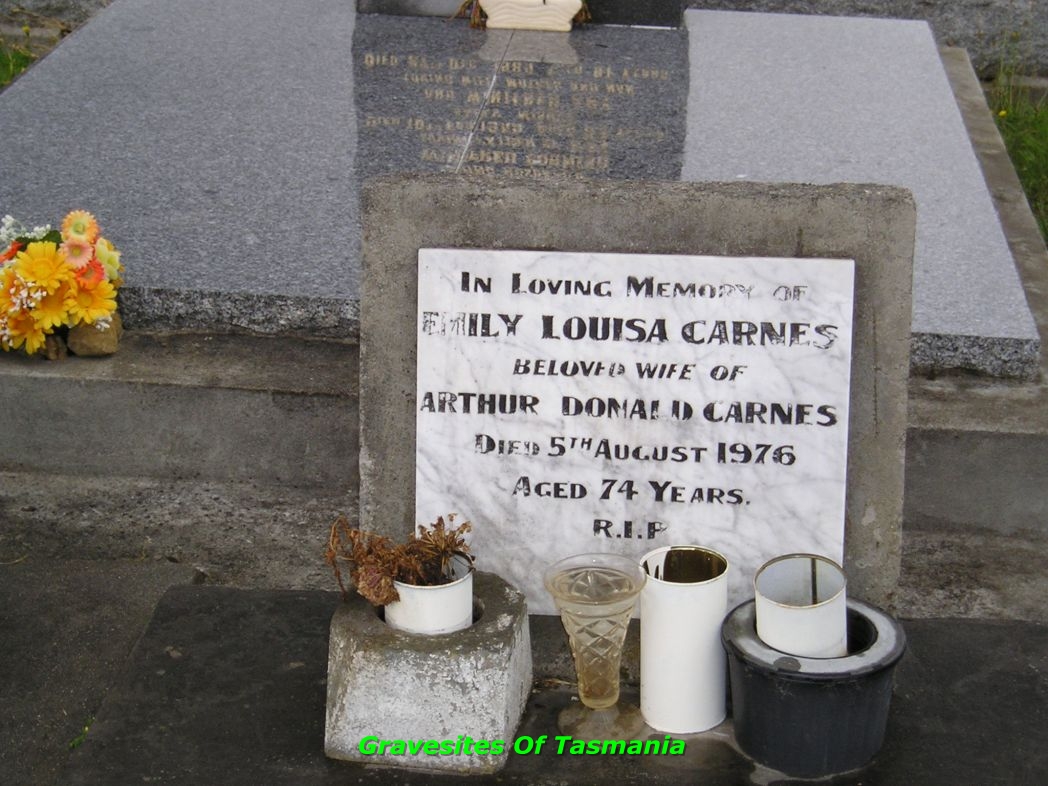 In Loving Memory of
EMILY LOUISA CARNES
BELOVED WIFE OF
ARTHUR DONALD CARNES
Died 5TH August 1976
Aged 74 Years.
R.I.P
Gravesites Of Tasmania